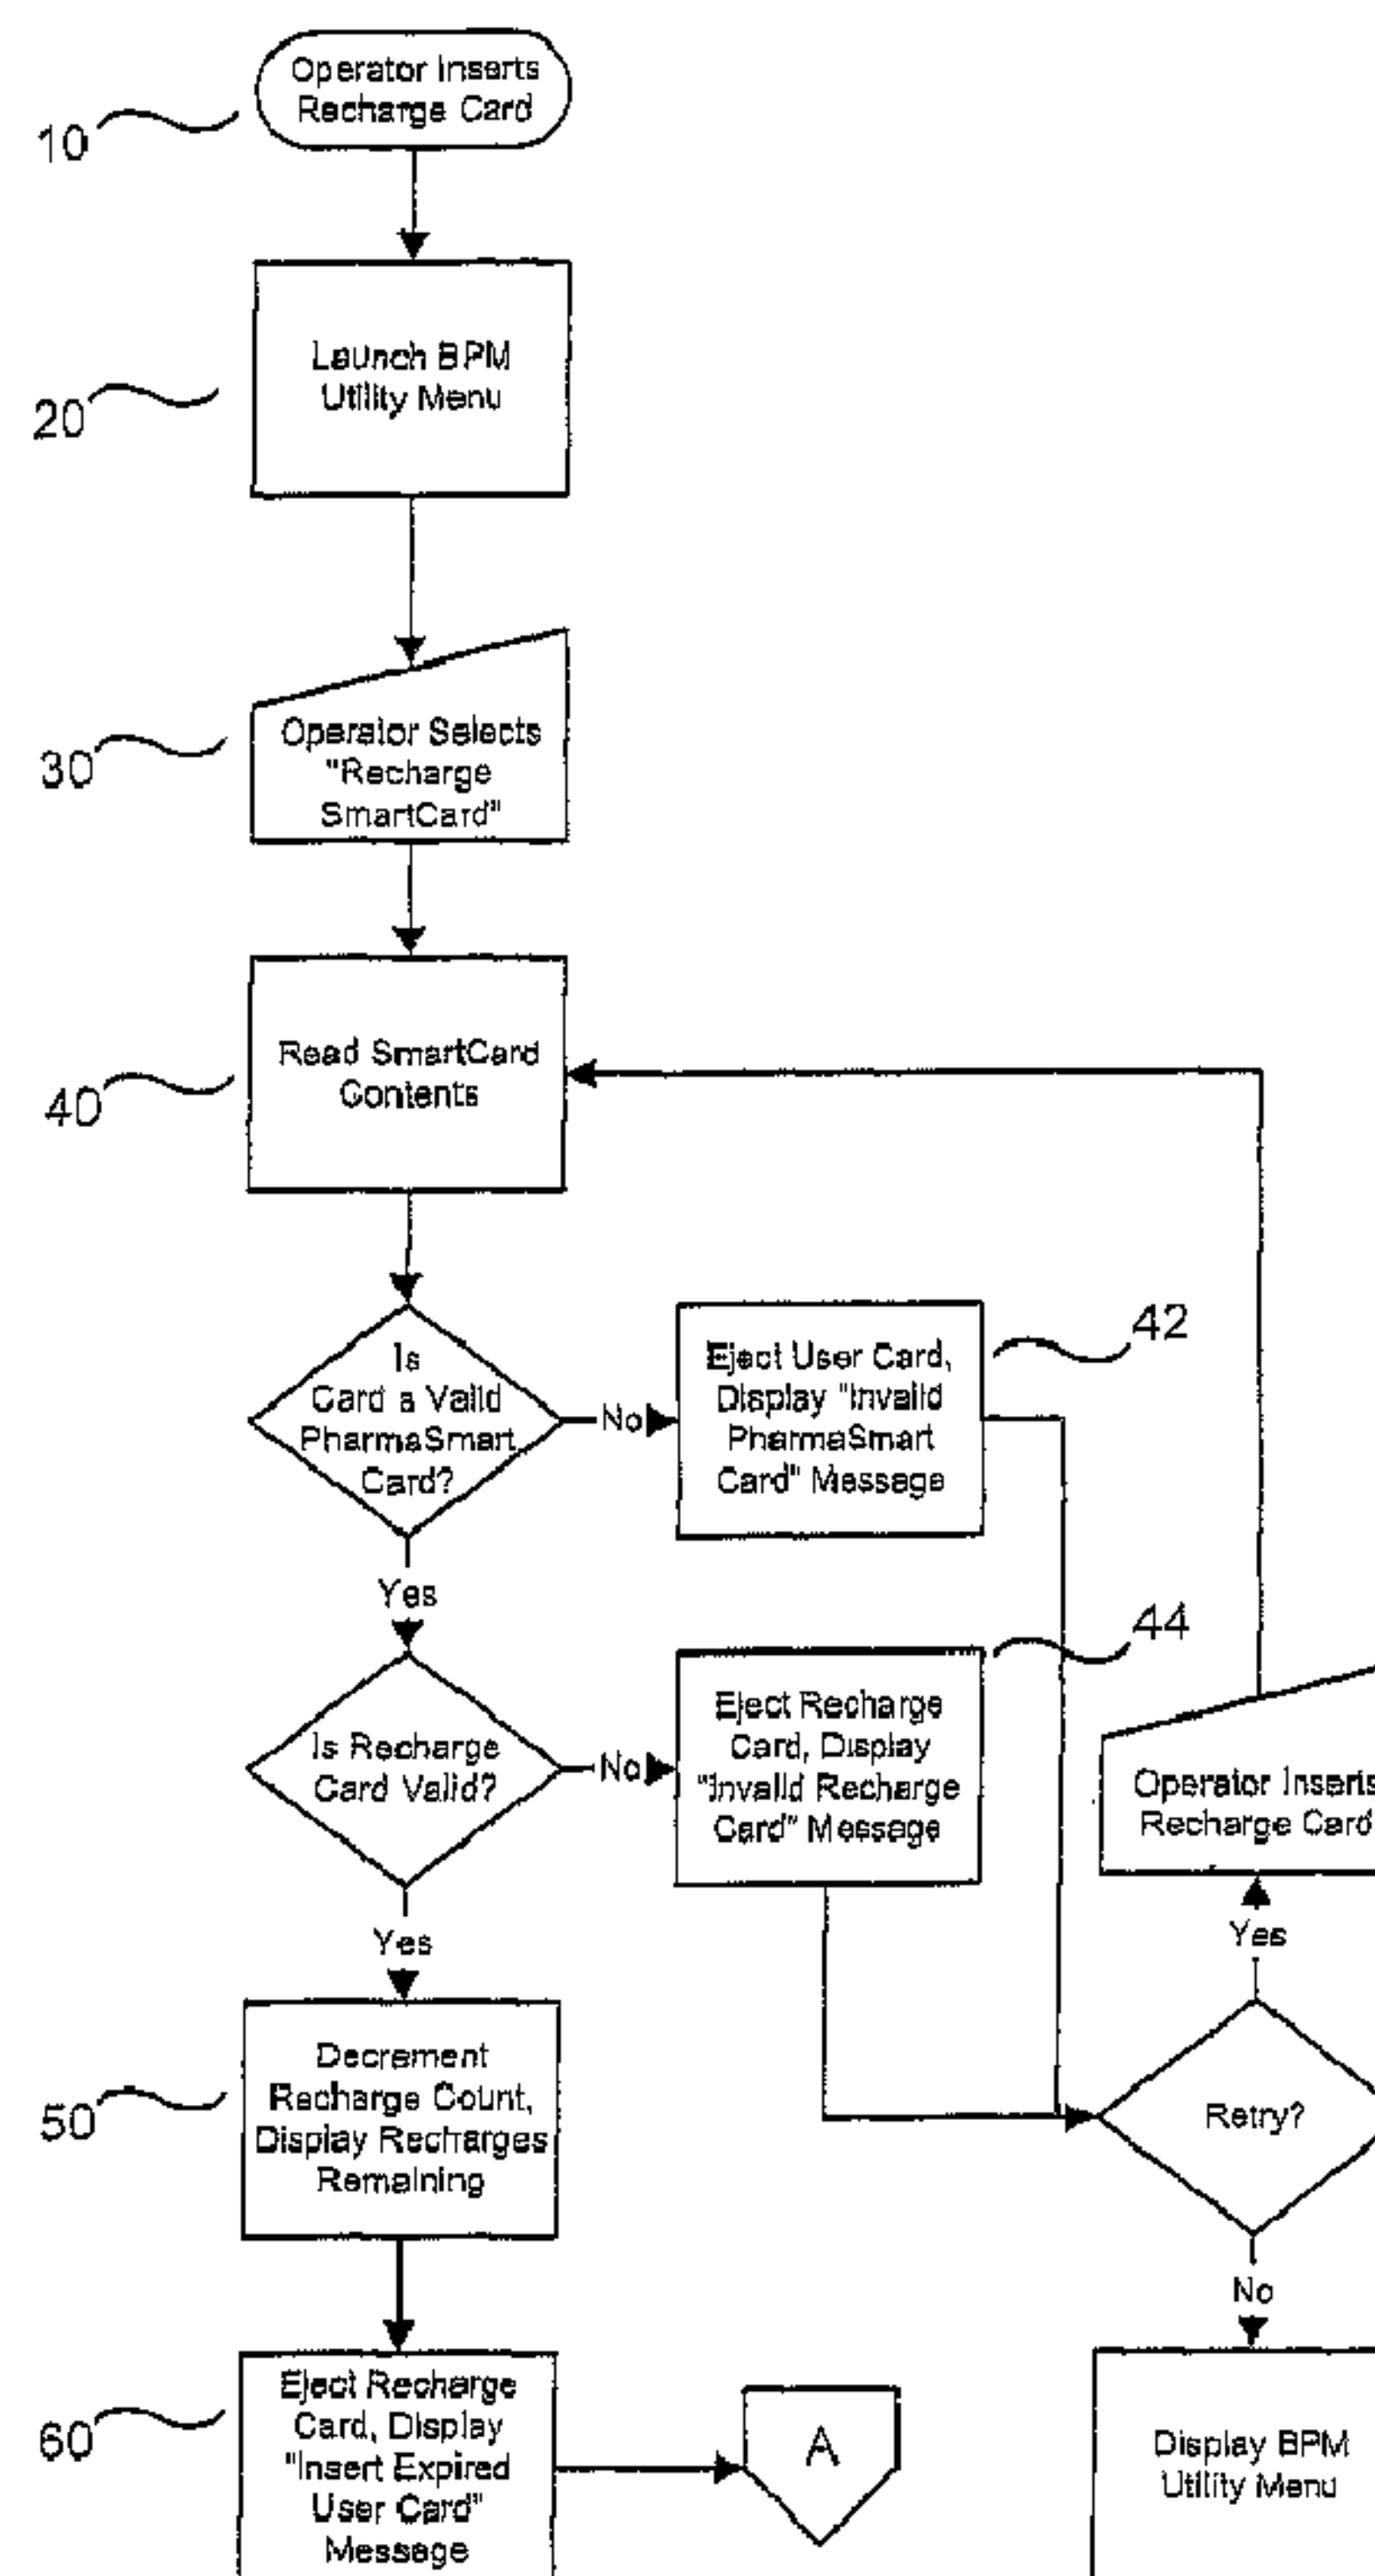 Operator Inserts
Recharge Card
10
Launch BPM
Utility Menu
20
Operator Selects
"Recharge
SmartCard"
30
Read SmartCard
Contents
40
Is
Card a Valid
PharmaSmart
Card?
No
Eject User Card,
Display "Invalid
PharmaSmart
Card" Message
42
Yes
Is Recharge
Card Valid?
No
Eject Recharge
Card, Display
"Invalid Recharge
Card" Message
44
Operator Inserts
Recharge Card
Yes
Yes
Decrement
Recharge Count,
Display Recharges
Remaining
50
Retry?
No
Eject Recharge
Card, Display
"Insert Expired
User Card"
Message
60
A
Display BPM
Utility Menu